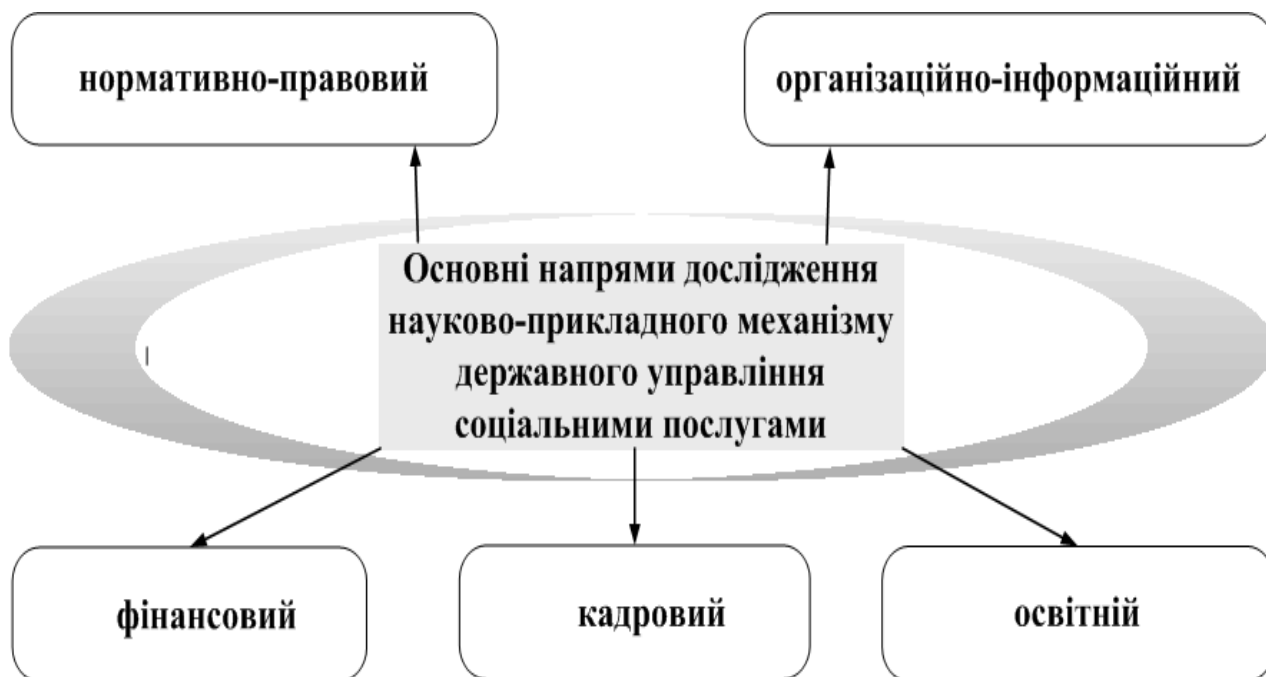 нормативно-правовий
організаційно-інформаційний
Основні напрями дослідження
науково-прикладного механізму
державного управління
соціальними послугами
фінансовий
кадровий
освітній